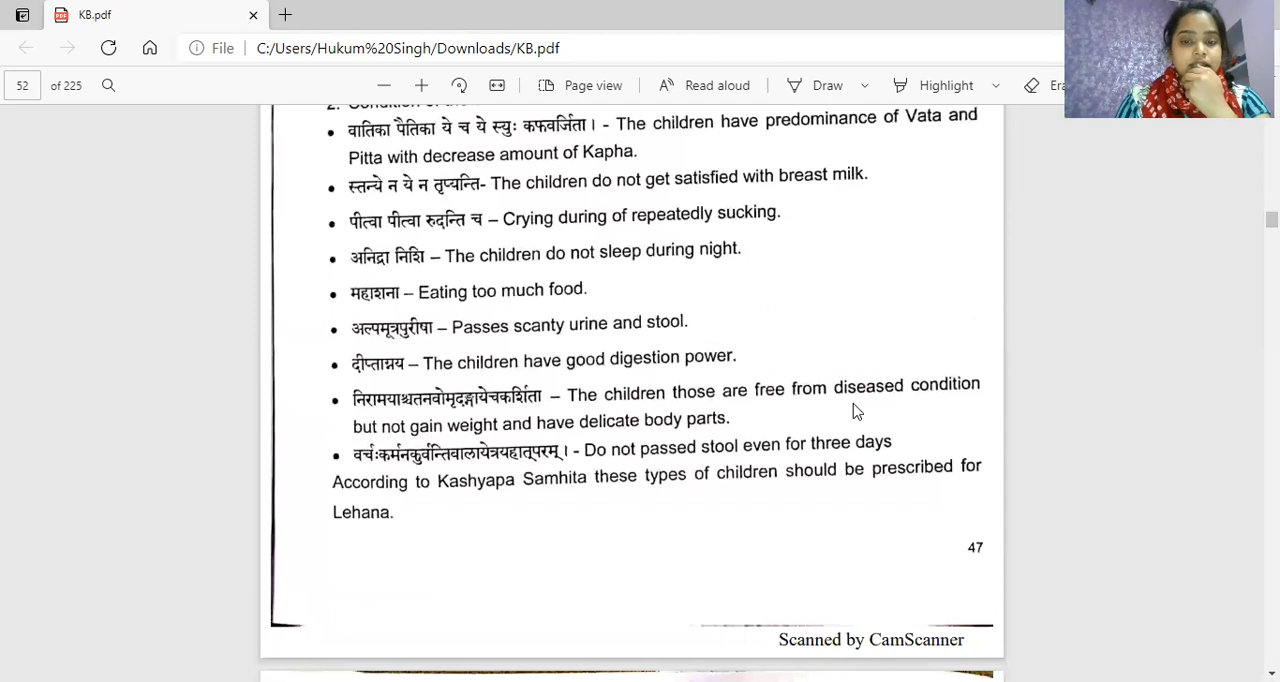 KB.pdf
File C:/Users/Hukum%20Singh/Downloads/KB.pdf
52 of 225 Page view Read aloud Draw Highlight Era
2. Condition of the
• वातिका पैतिका ये च ये स्युः कफवर्जिता। - The children have predominance of Vata and
Pitta with decrease amount of Kapha.
• स्तन्ये न ये न तृप्यन्ति- The children do not get satisfied with breast milk.
• पीत्वा पीत्वा रुदन्ति च – Crying during of repeatedly sucking.
• अनिद्रा निशि – The children do not sleep during night.
• महाशना – Eating too much food.
• अल्पमूत्रपुरीषा – Passes scanty urine and stool.
• दीप्ताग्नय – The children have good digestion power.
• निरामयाश्चतनवोमृदङ्गायेचकर्शिता – The children those are free from diseased condition
but not gain weight and have delicate body parts.
• वर्चःकर्मनकुर्वन्तिवालायेत्रयहात्परम्। - Do not passed stool even for three days
According to Kashyapa Samhita these types of children should be prescribed for
Lehana.
47
Scanned by CamScanner